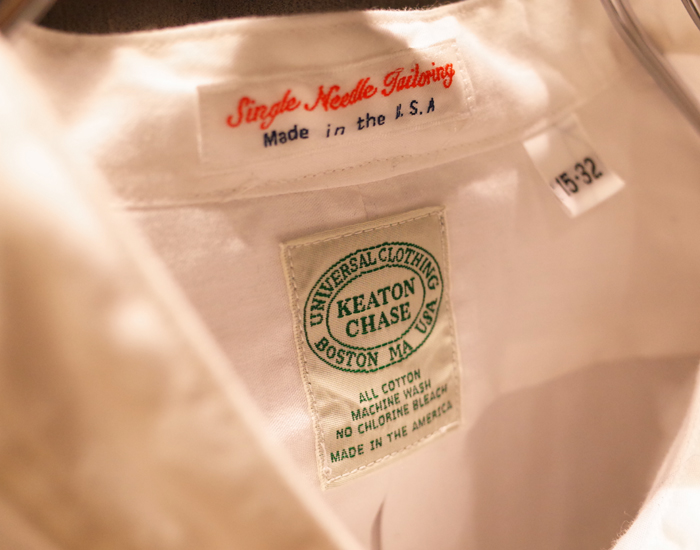 Single Needle Tailoring
Made in the U.S.A
15-32
UNIVERSAL CLOTHING
KEATON
CHASE
BOSTON MA USA
ALL COTTON
MACHINE WASH
NO CHLORINE BLEACH
MADE IN THE AMERICA